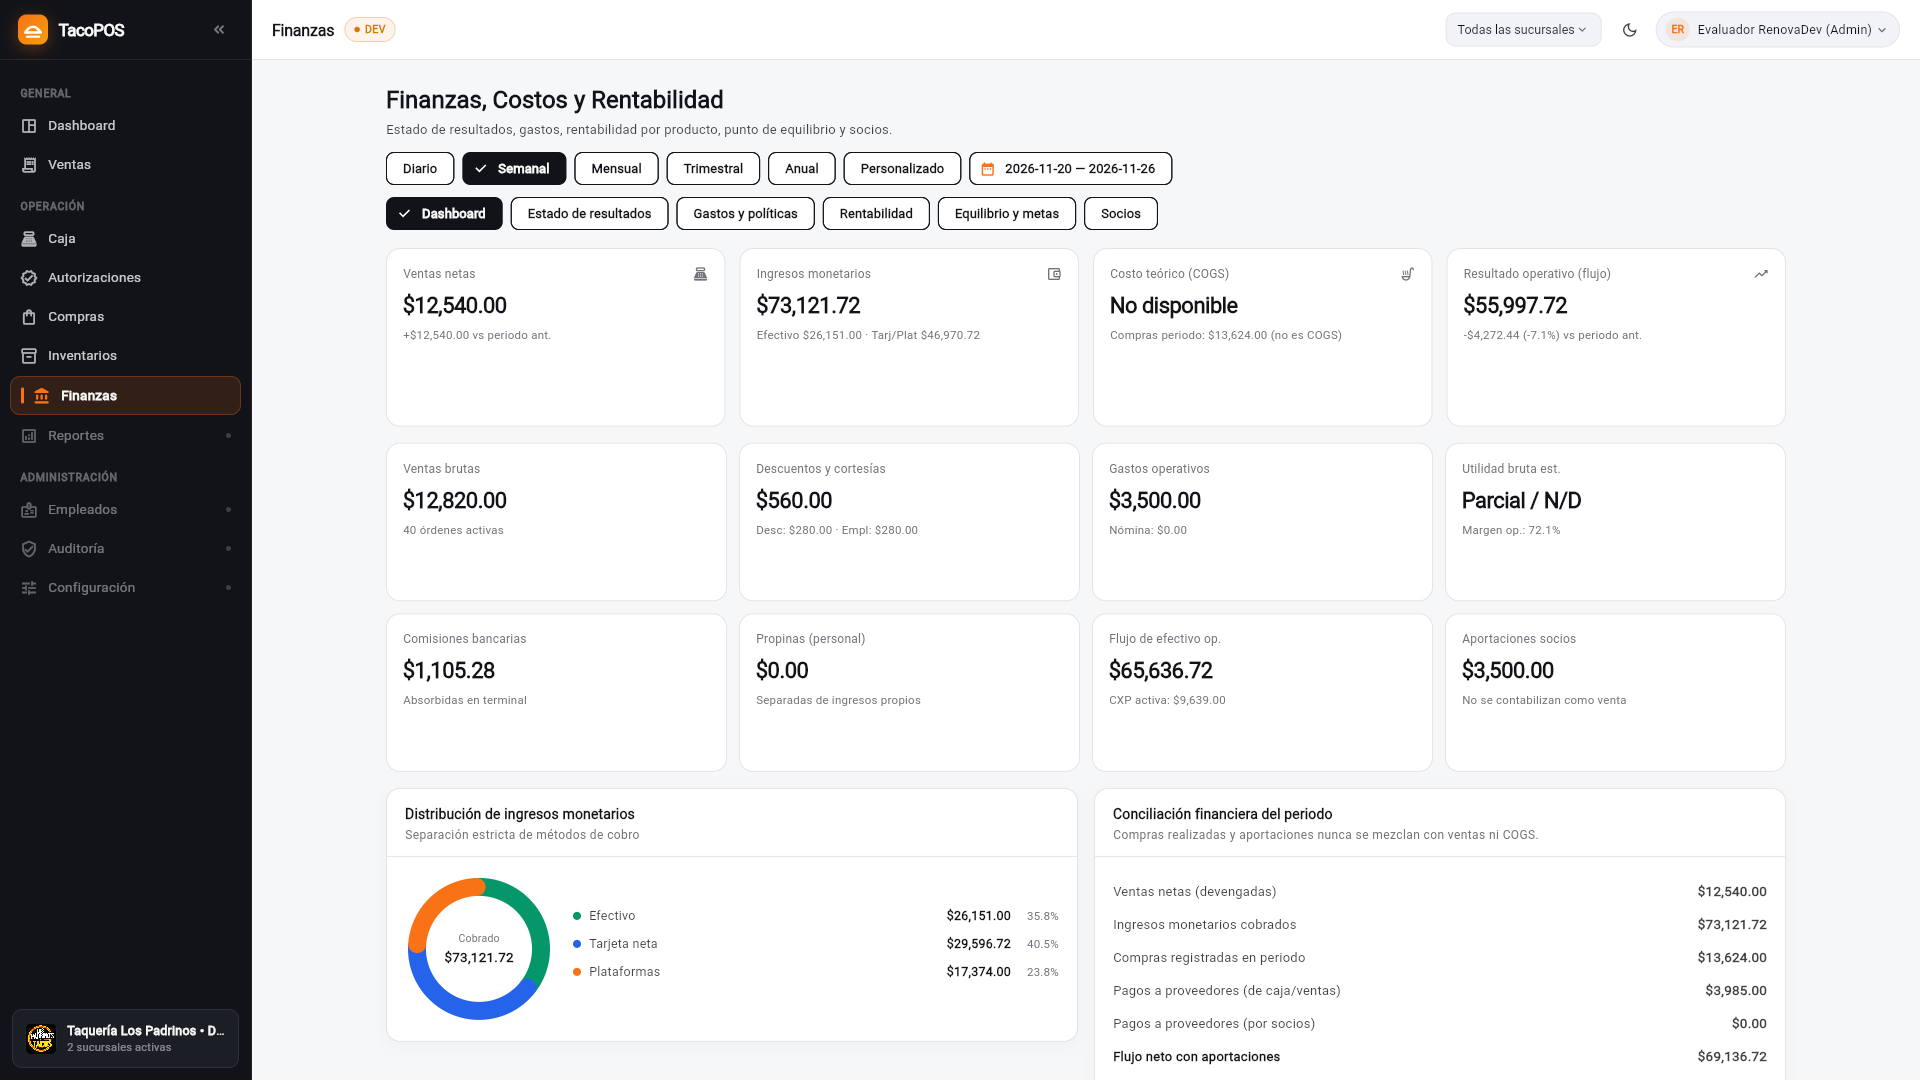 TacoPOS
Finanzas
DEV
Todas las sucursales
ER
Evaluador RenovaDev (Admin)
GENERAL
Dashboard
Ventas
OPERACIÓN
Caja
Autorizaciones
Compras
Inventarios
Finanzas
Reportes
ADMINISTRACIÓN
Empleados
Auditoría
Configuración
Taquería Los Padrinos • D...
2 sucursales activas
Finanzas, Costos y Rentabilidad
Estado de resultados, gastos, rentabilidad por producto, punto de equilibrio y socios.
Diario
Semanal
Mensual
Trimestral
Anual
Personalizado
2026-11-20 — 2026-11-26
Dashboard
Estado de resultados
Gastos y políticas
Rentabilidad
Equilibrio y metas
Socios
Ventas netas
$12,540.00
+$12,540.00 vs periodo ant.
Ingresos monetarios
$73,121.72
Efectivo $26,151.00 · Tarj/Plat $46,970.72
Costo teórico (COGS)
No disponible
Compras periodo: $13,624.00 (no es COGS)
Resultado operativo (flujo)
$55,997.72
-$4,272.44 (-7.1%) vs periodo ant.
Ventas brutas
$12,820.00
40 órdenes activas
Descuentos y cortesías
$560.00
Desc: $280.00 · Empl: $280.00
Gastos operativos
$3,500.00
Nómina: $0.00
Utilidad bruta est.
Parcial / N/D
Margen op.: 72.1%
Comisiones bancarias
$1,105.28
Absorbidas en terminal
Propinas (personal)
$0.00
Separadas de ingresos propios
Flujo de efectivo op.
$65,636.72
CXP activa: $9,639.00
Aportaciones socios
$3,500.00
No se contabilizan como venta
Distribución de ingresos monetarios
Separación estricta de métodos de cobro
Cobrado
$73,121.72
Efectivo $26,151.00 35.8%
Tarjeta neta $29,596.72 40.5%
Plataformas $17,374.00 23.8%
Conciliación financiera del periodo
Compras realizadas y aportaciones nunca se mezclan con ventas ni COGS.
Ventas netas (devengadas) $12,540.00
Ingresos monetarios cobrados $73,121.72
Compras registradas en periodo $13,624.00
Pagos a proveedores (de caja/ventas) $3,985.00
Pagos a proveedores (por socios) $0.00
Flujo neto con aportaciones $69,136.72